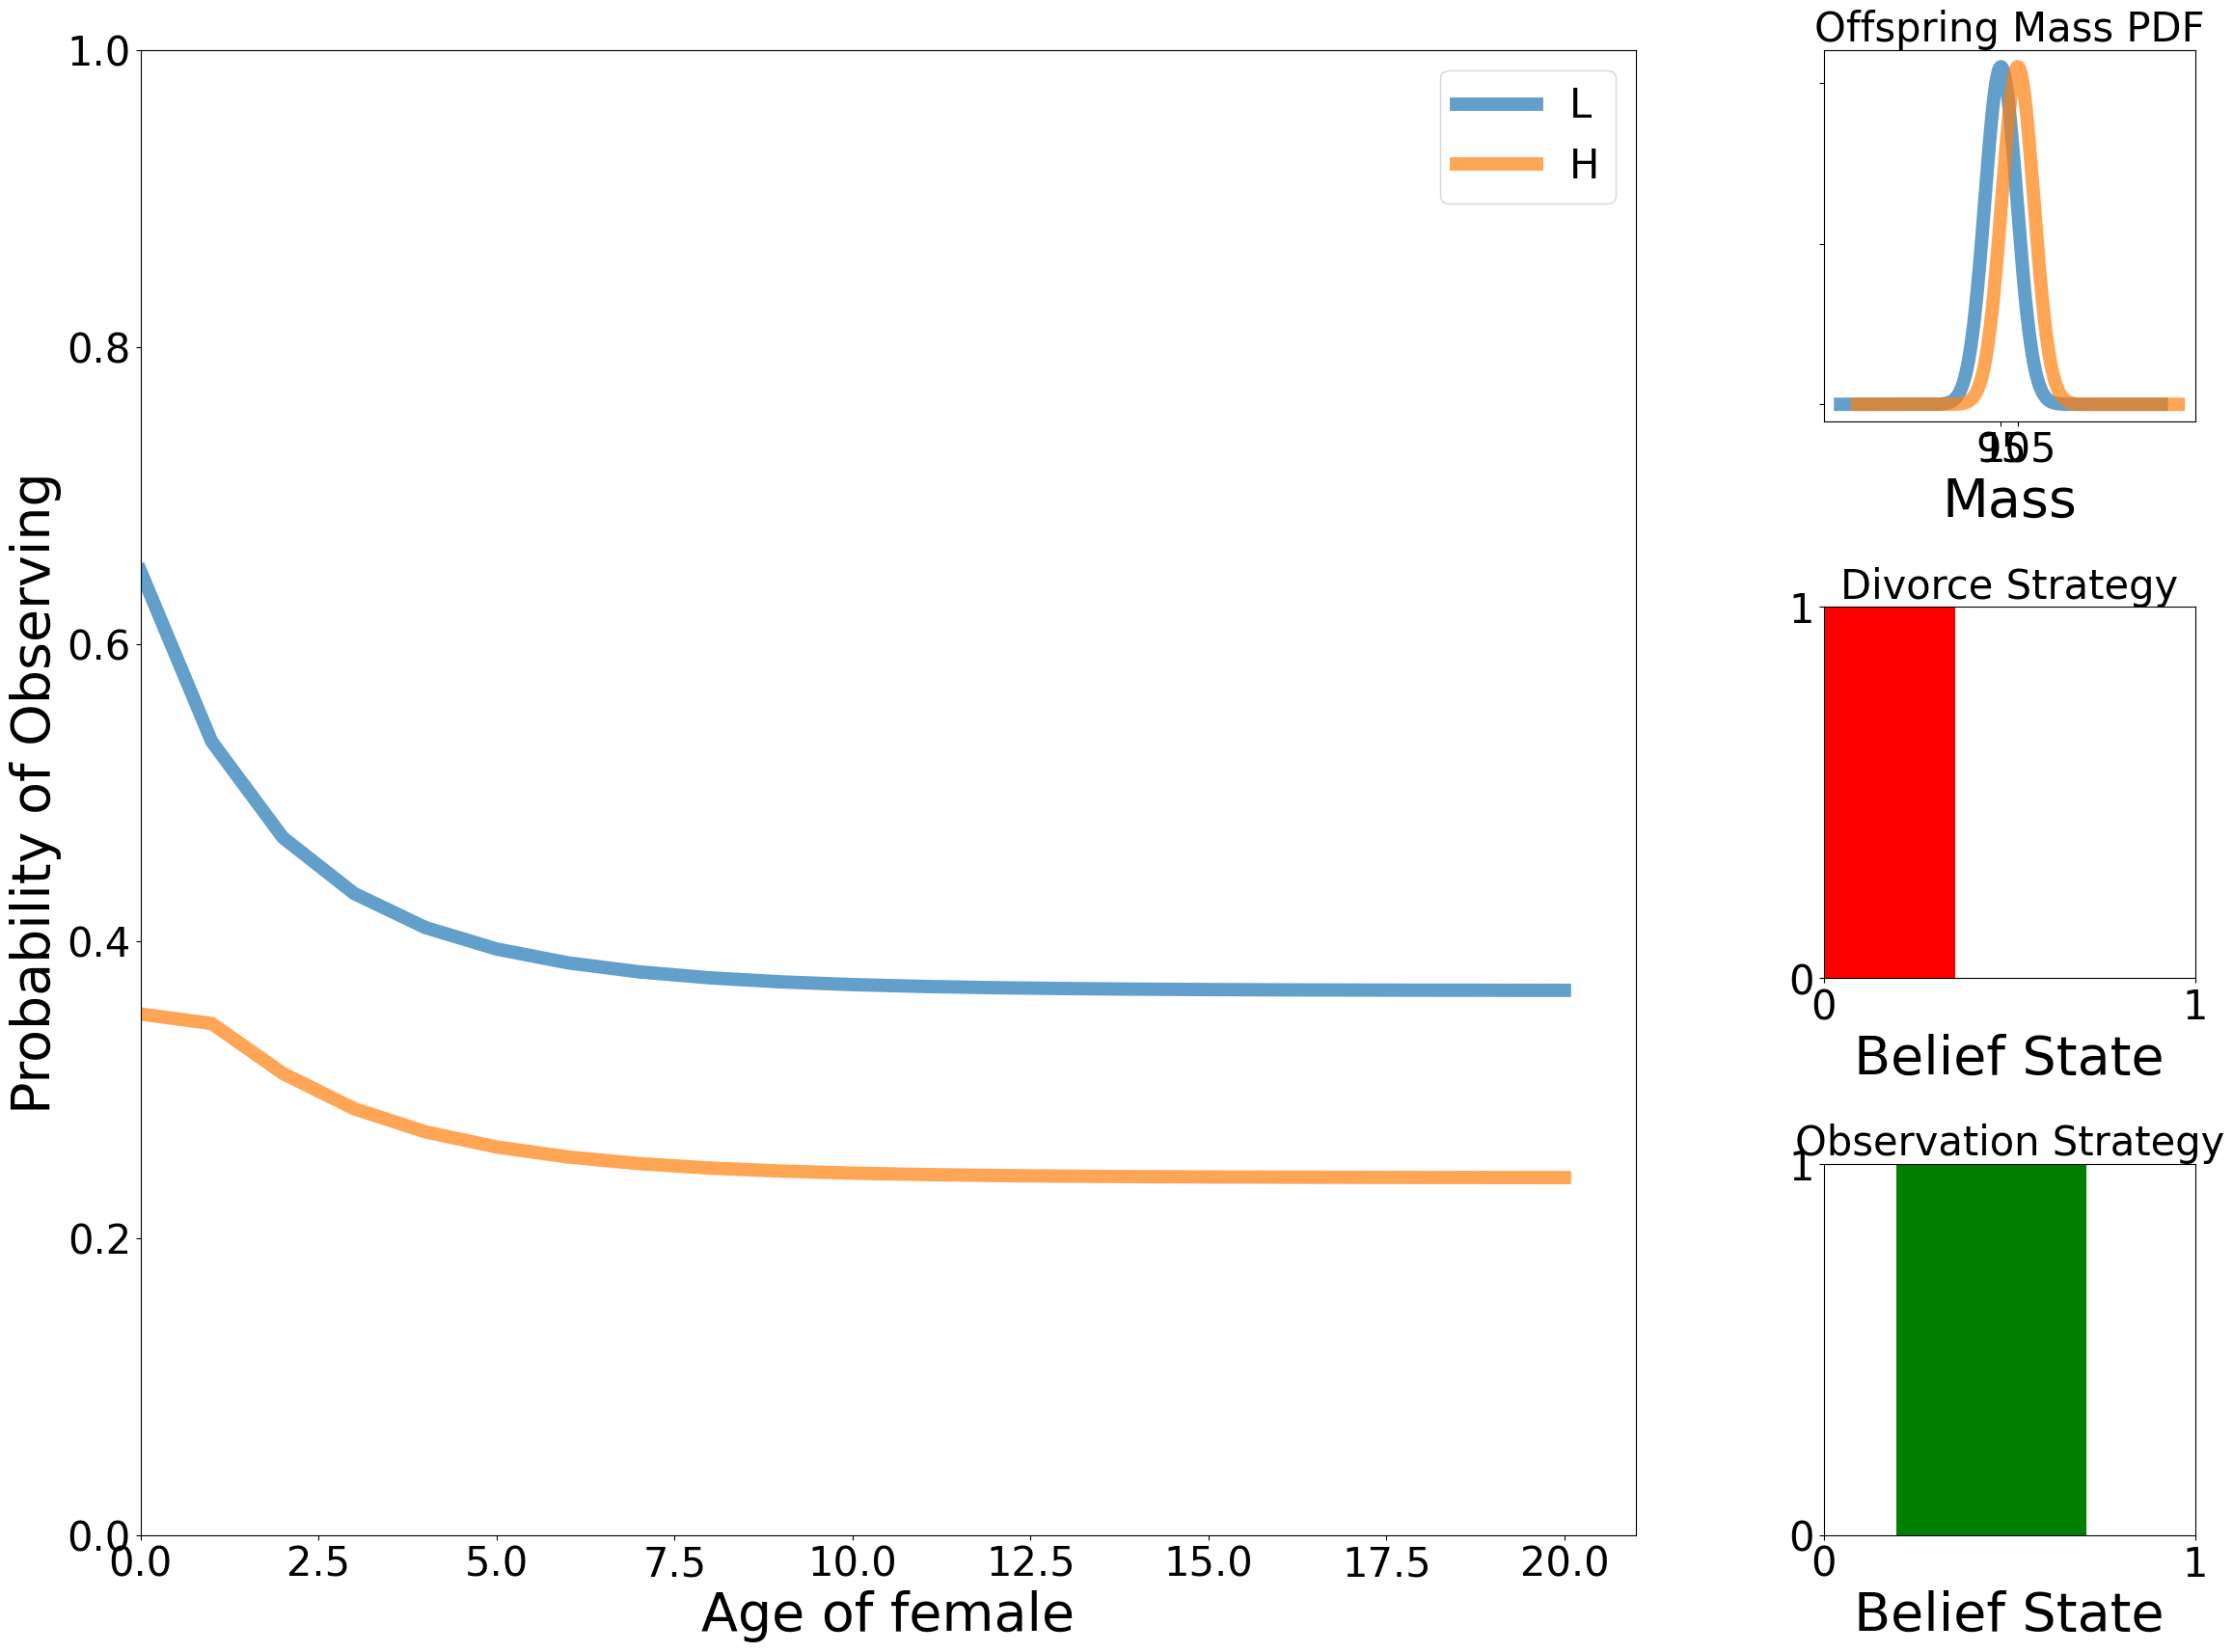 Probability of Observing
1.0
0.8
0.6
0.4
0.2
0.0
0.0 2.5 5.0 7.5 10.0 12.5 15.0 17.5 20.0
Age of female
L
H
Offspring Mass PDF
95 105
Mass
Divorce Strategy
1
0
0 1
Belief State
Observation Strategy
1
0
0 1
Belief State